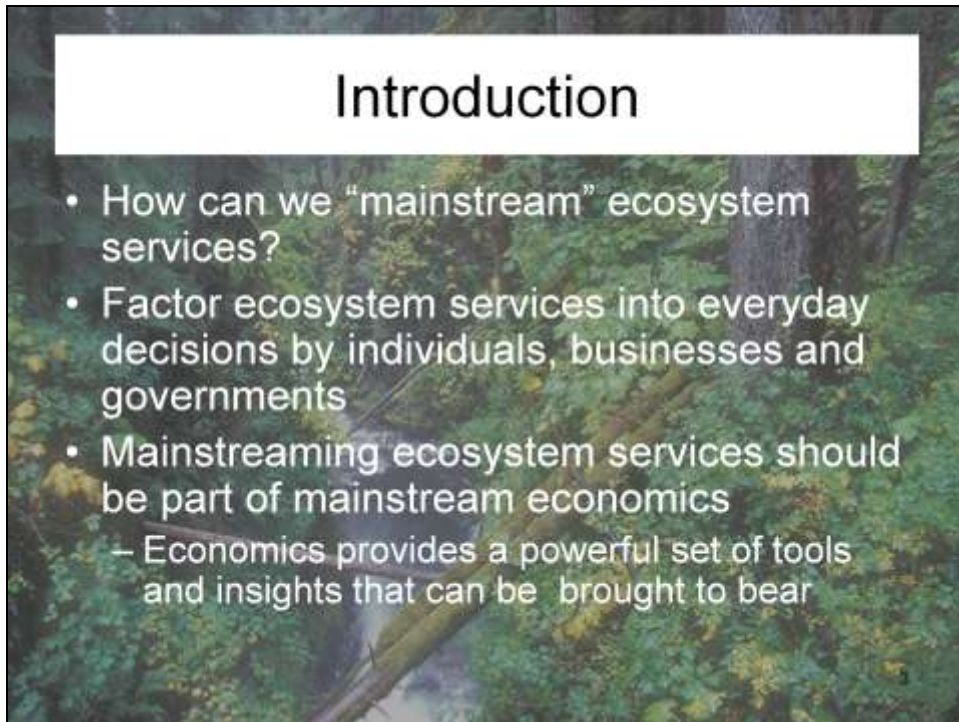 Introduction
• How can we “mainstream” ecosystem
services?
• Factor ecosystem services into everyday
decisions by individuals, businesses and
governments
• Mainstreaming ecosystem services should
be part of mainstream economics
– Economics provides a powerful set of tools
and insights that can be brought to bear